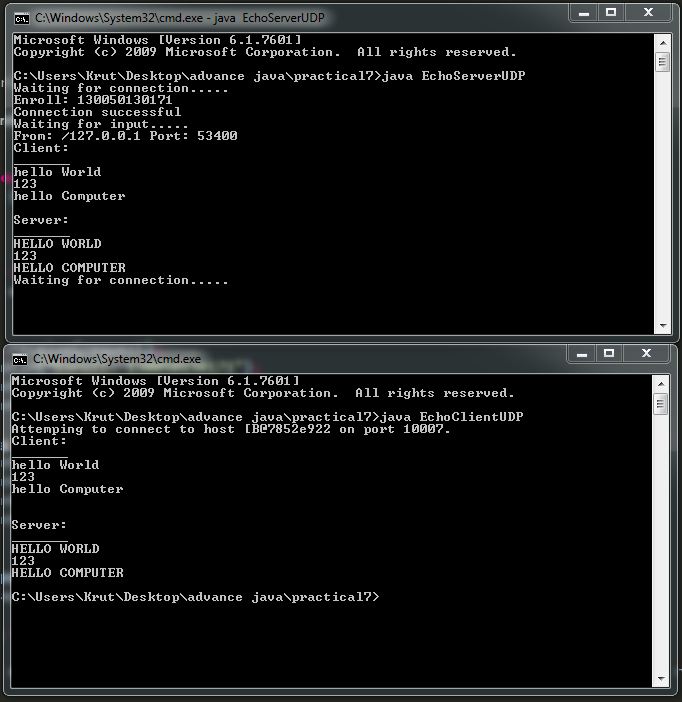 C:\Windows\System32\cmd.exe - java  EchoServerUDP
Microsoft Windows [Version 6.1.7601]
Copyright (c) 2009 Microsoft Corporation.  All rights reserved.
C:\Users\Krut\Desktop\advance java\practical7>java EchoServerUDP
Waiting for connection.....
Enroll: 130050130171
Connection successful
Waiting for input.....
From: /127.0.0.1 Port: 53400
Client:
_______
hello World
123
hello Computer
Server:
_______
HELLO WORLD
123
HELLO COMPUTER
Waiting for connection.....
C:\Windows\System32\cmd.exe
Microsoft Windows [Version 6.1.7601]
Copyright (c) 2009 Microsoft Corporation.  All rights reserved.
C:\Users\Krut\Desktop\advance java\practical7>java EchoClientUDP
Attemping to connect to host [B@7852e922 on port 10007.
Client:
_______
hello World
123
hello Computer
Server:
_______
HELLO WORLD
123
HELLO COMPUTER
C:\Users\Krut\Desktop\advance java\practical7>